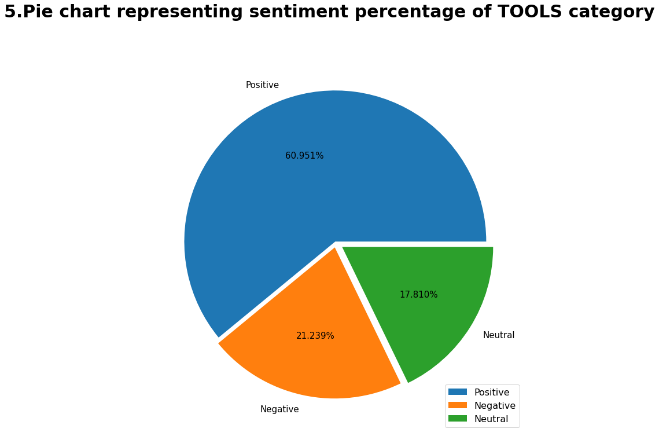 5.Pie chart representing sentiment percentage of TOOLS category
Positive
60.951%
17.810%
21.239%
Neutral
Negative
Positive
Negative
Neutral